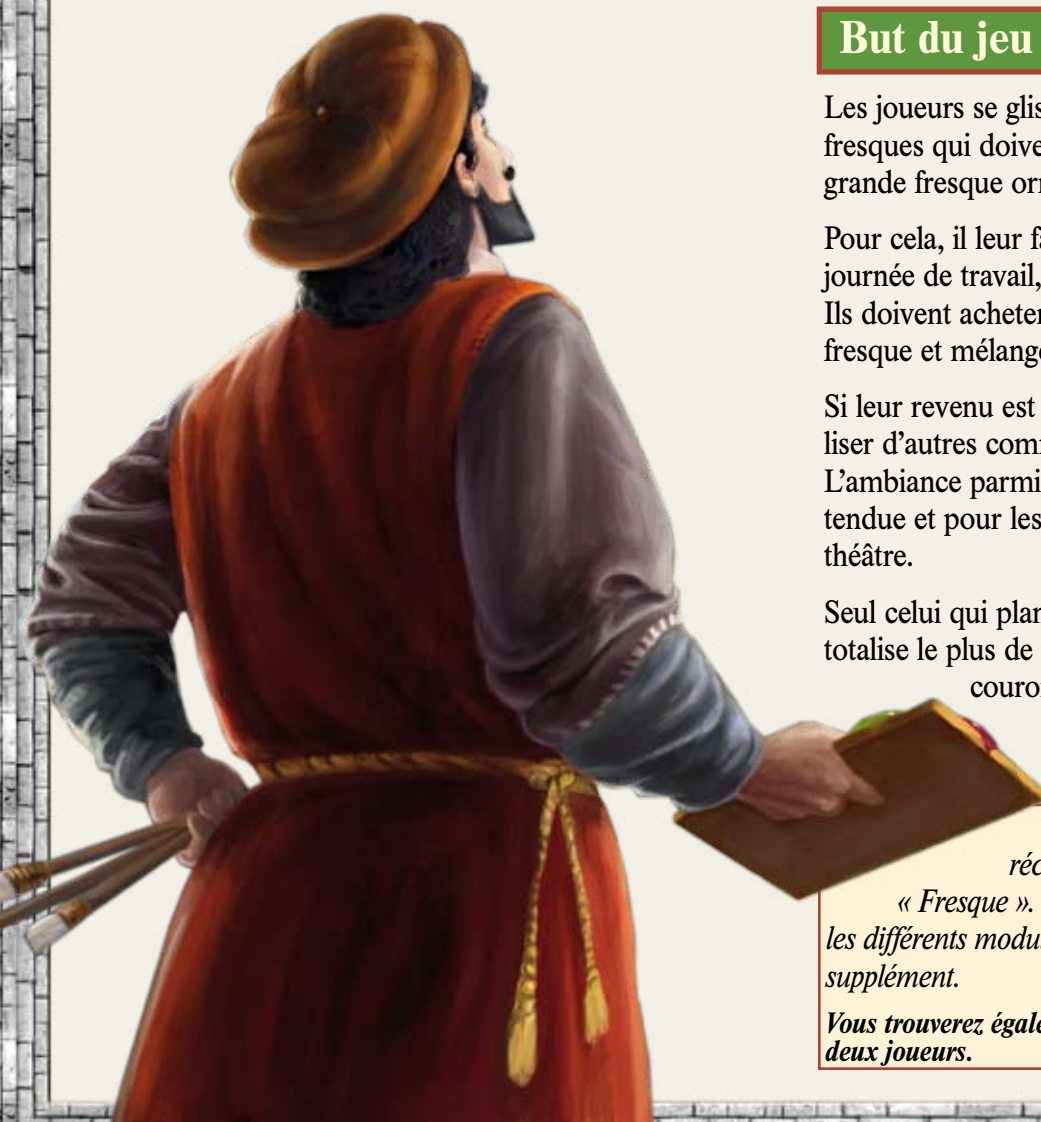 But du jeu
Les joueurs se glis
fresques qui doive
grande fresque orn
Pour cela, il leur fa
journée de travail,
Ils doivent acheter
fresque et mélange
Si leur revenu est
liser d'autres comm
L'ambiance parmi
tendue et pour les
théâtre.
Seul celui qui plan
totalise le plus de
couron
réc
« Fresque ».
les différents modu
supplément.
Vous trouverez égale
deux joueurs.